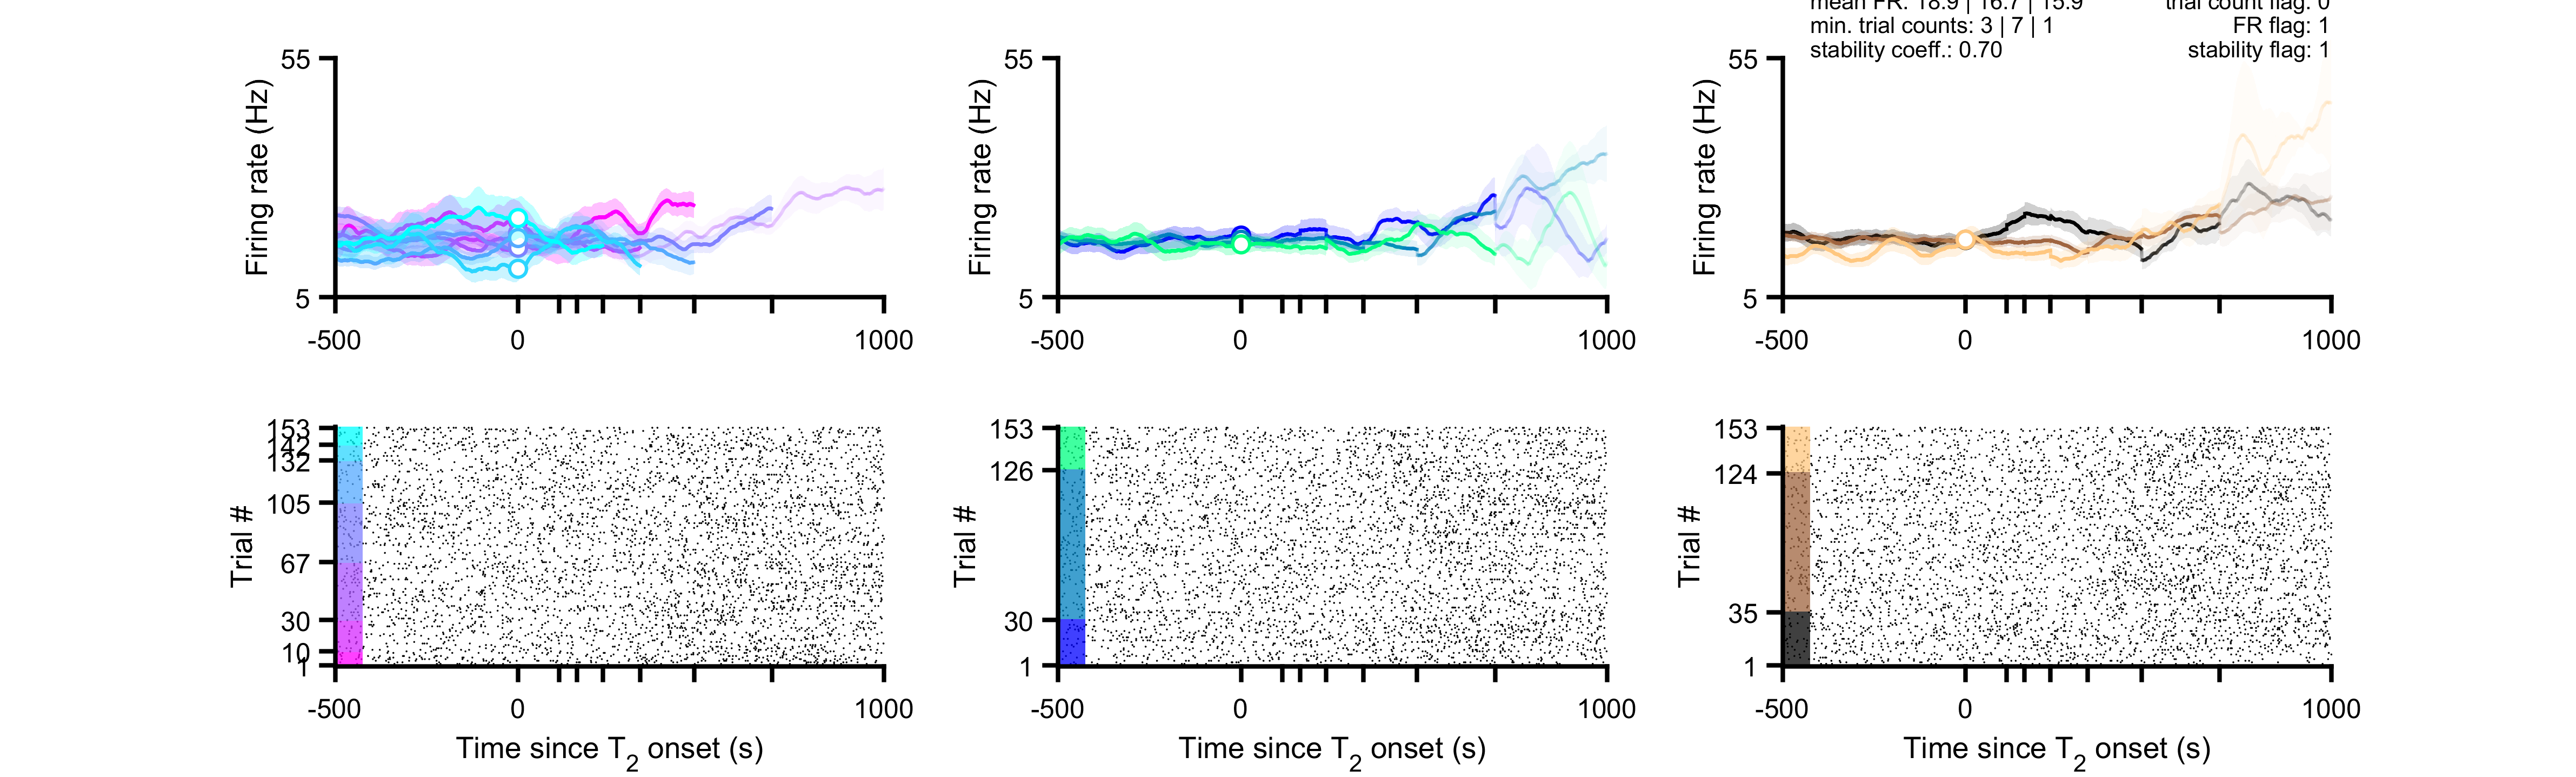 mean FR: 18.9 | 16.7 | 15.9 trial count flag: 0
min. trial counts: 3 | 7 | 1 FR flag: 1
stability coeff.: 0.70 stability flag: 1
55 55 55
Firing rate (Hz) Firing rate (Hz) Firing rate (Hz)
5 5 5
-500 0 1000 -500 0 1000 -500 0 1000
153 153 153
142
132 126 124
105
67
Trial # Trial # Trial #
30 30 35
10
1 1 1
-500 0 1000 -500 0 1000 -500 0 1000
Time since T2 onset (s) Time since T2 onset (s) Time since T2 onset (s)